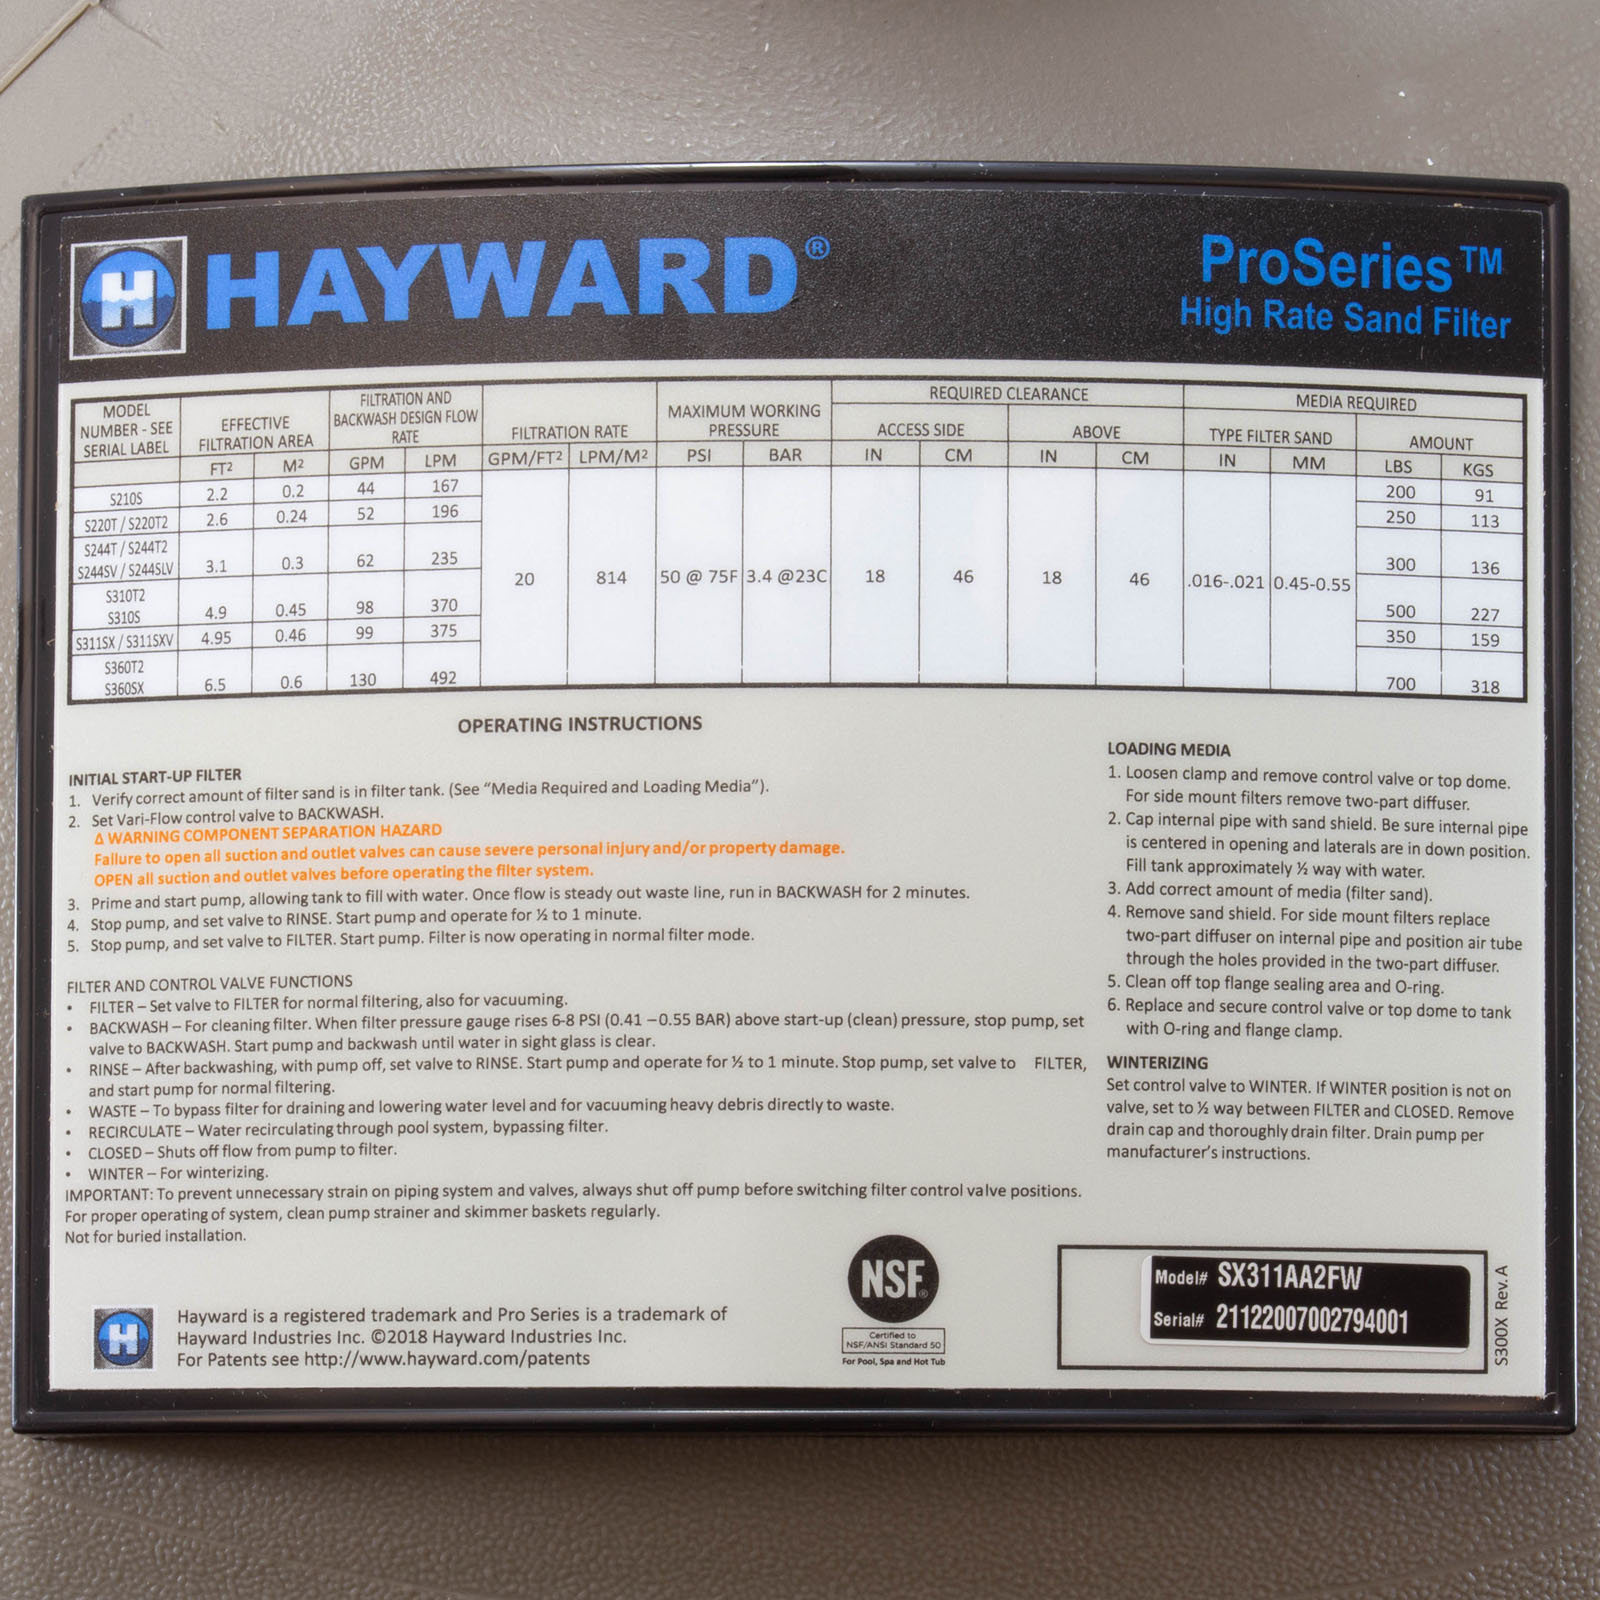 H HAYWARD®
ProSeries™
High Rate Sand Filter
MODEL NUMBER - SEE SERIAL LABEL
EFFECTIVE FILTRATION AREA
FILTRATION AND BACKWASH DESIGN FLOW RATE
FILTRATION RATE
MAXIMUM WORKING PRESSURE
REQUIRED CLEARANCE
MEDIA REQUIRED
ACCESS SIDE ABOVE TYPE FILTER SAND AMOUNT
FT² M² GPM LPM GPM/FT² LPM/M² PSI BAR IN CM IN CM IN MM LBS KGS
S210S 2.2 0.2 44 167 200 91
S220T / S220T2 2.6 0.24 52 196 250 113
S244T / S244T2
S244SV / S244SLV 3.1 0.3 62 235 300 136
20 814 50 @ 75F 3.4 @23C 18 46 18 46 .016-.021 0.45-0.55
S310T2
S310S 4.9 0.45 98 370 500 227
S311SX / S311SXV 4.95 0.46 99 375 350 159
S360T2
S360SX 6.5 0.6 130 492 700 318
OPERATING INSTRUCTIONS
INITIAL START-UP FILTER
1. Verify correct amount of filter sand is in filter tank. (See “Media Required and Loading Media”).
2. Set Vari-Flow control valve to BACKWASH.
Δ WARNING COMPONENT SEPARATION HAZARD
Failure to open all suction and outlet valves can cause severe personal injury and/or property damage.
OPEN all suction and outlet valves before operating the filter system.
3. Prime and start pump, allowing tank to fill with water. Once flow is steady out waste line, run in BACKWASH for 2 minutes.
4. Stop pump, and set valve to RINSE. Start pump and operate for ½ to 1 minute.
5. Stop pump, and set valve to FILTER. Start pump. Filter is now operating in normal filter mode.
FILTER AND CONTROL VALVE FUNCTIONS
• FILTER – Set valve to FILTER for normal filtering, also for vacuuming.
• BACKWASH – For cleaning filter. When filter pressure gauge rises 6-8 PSI (0.41 –0.55 BAR) above start-up (clean) pressure, stop pump, set
valve to BACKWASH. Start pump and backwash until water in sight glass is clear.
• RINSE – After backwashing, with pump off, set valve to RINSE. Start pump and operate for ½ to 1 minute. Stop pump, set valve to FILTER,
and start pump for normal filtering.
• WASTE – To bypass filter for draining and lowering water level and for vacuuming heavy debris directly to waste.
• RECIRCULATE – Water recirculating through pool system, bypassing filter.
• CLOSED – Shuts off flow from pump to filter.
• WINTER – For winterizing.
IMPORTANT: To prevent unnecessary strain on piping system and valves, always shut off pump before switching filter control valve positions.
For proper operating of system, clean pump strainer and skimmer baskets regularly.
Not for buried installation.
LOADING MEDIA
1. Loosen clamp and remove control valve or top dome.
For side mount filters remove two-part diffuser.
2. Cap internal pipe with sand shield. Be sure internal pipe
is centered in opening and laterals are in down position.
Fill tank approximately ½ way with water.
3. Add correct amount of media (filter sand).
4. Remove sand shield. For side mount filters replace
two-part diffuser on internal pipe and position air tube
through the holes provided in the two-part diffuser.
5. Clean off top flange sealing area and O-ring.
6. Replace and secure control valve or top dome to tank
with O-ring and flange clamp.
WINTERIZING
Set control valve to WINTER. If WINTER position is not on
valve, set to ½ way between FILTER and CLOSED. Remove
drain cap and thoroughly drain filter. Drain pump per
manufacturer’s instructions.
H
Hayward is a registered trademark and Pro Series is a trademark of
Hayward Industries Inc. ©2018 Hayward Industries Inc.
For Patents see http://www.hayward.com/patents
NSF®
Certified to
NSF/ANSI Standard 50
For Pool, Spa and Hot Tub
Model# SX311AA2FW
Serial# 21122007002794001
S300X Rev. A